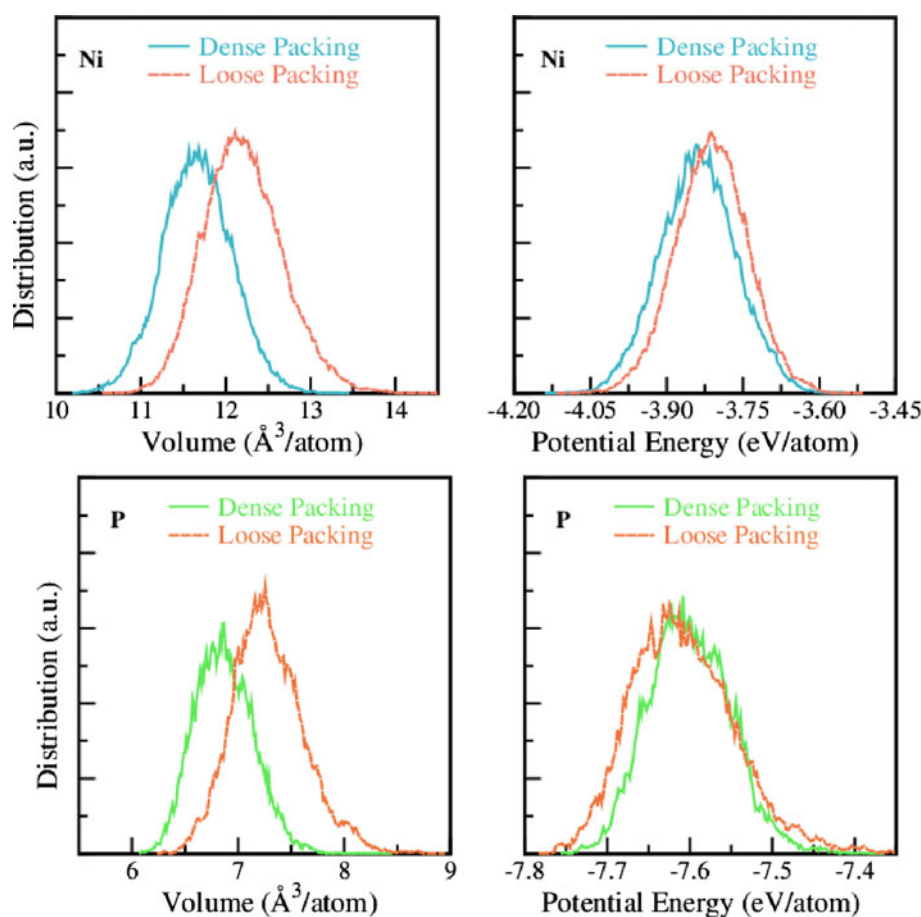 Ni
Dense Packing
Loose Packing
Distribution (a.u.)
10 11 12 13 14
Volume (Å³/atom)
Ni
Dense Packing
Loose Packing
-4.20 -4.05 -3.90 -3.75 -3.60 -3.45
Potential Energy (eV/atom)
P
Dense Packing
Loose Packing
Distribution (a.u.)
6 7 8 9
Volume (Å³/atom)
P
Dense Packing
Loose Packing
-7.8 -7.7 -7.6 -7.5 -7.4
Potential Energy (eV/atom)